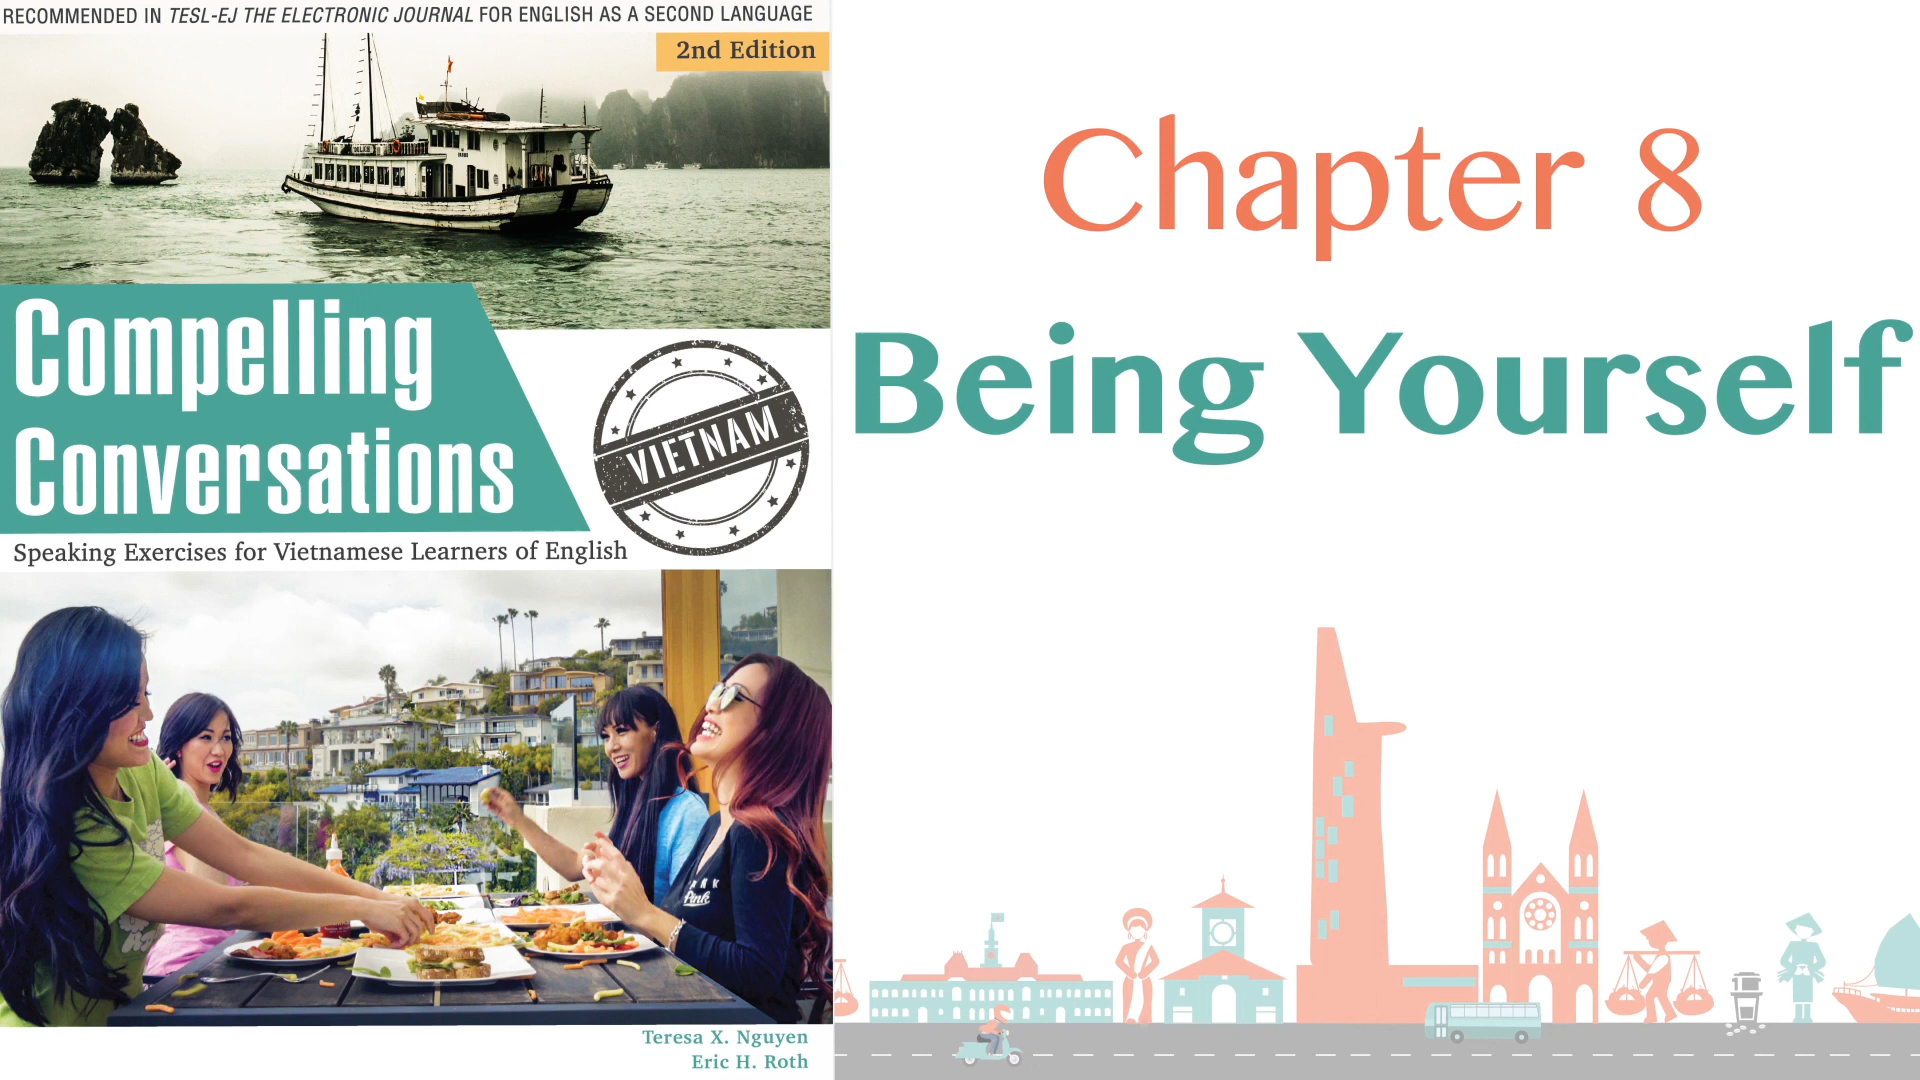 RECOMMENDED IN TESL-EJ THE ELECTRONIC JOURNAL FOR ENGLISH AS A SECOND LANGUAGE
2nd Edition
Compelling
Conversations
VIETNAM
Speaking Exercises for Vietnamese Learners of English
Pink
Teresa X. Nguyen
Eric H. Roth
Chapter 8
Being Yourself